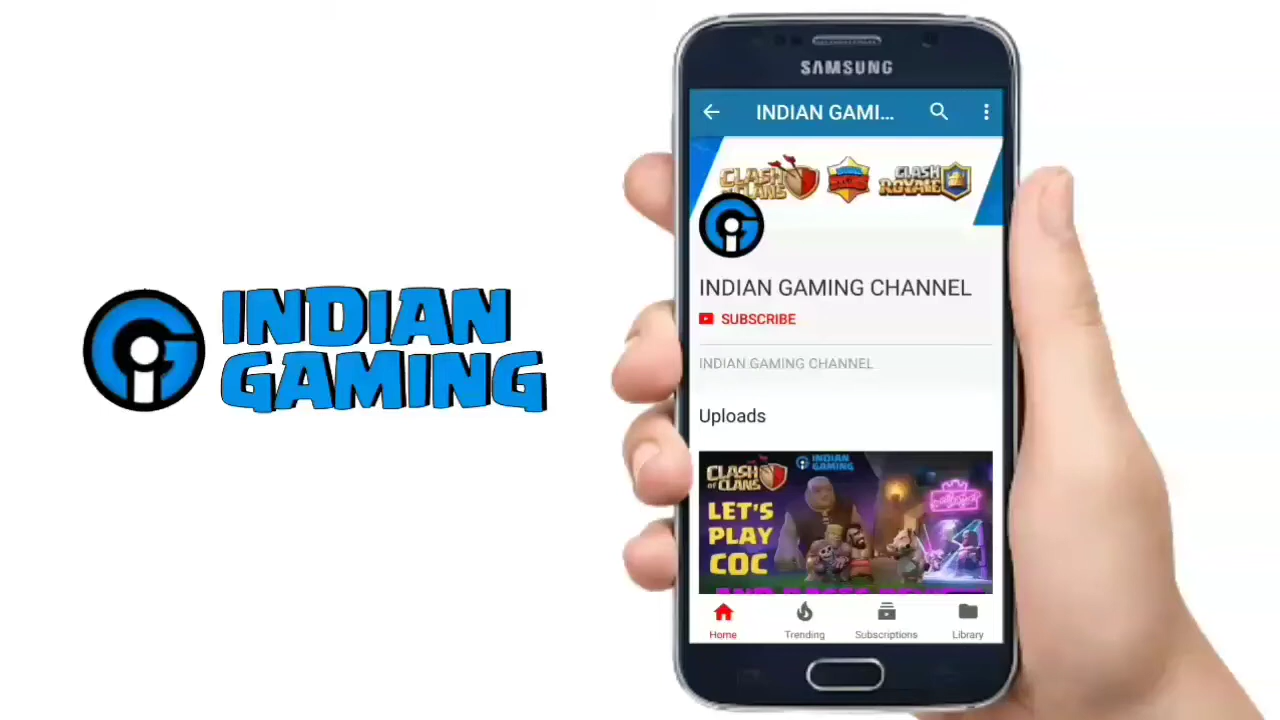 INDIAN
GAMING
SAMSUNG
INDIAN GAMI...
CLASH
OF CLANS
CLASH
ROYALE
INDIAN GAMING CHANNEL
SUBSCRIBE
INDIAN GAMING CHANNEL
Uploads
CLASH
OF CLANS
INDIAN
GAMING
LET'S
PLAY
COC
Home
Trending
Subscriptions
Library